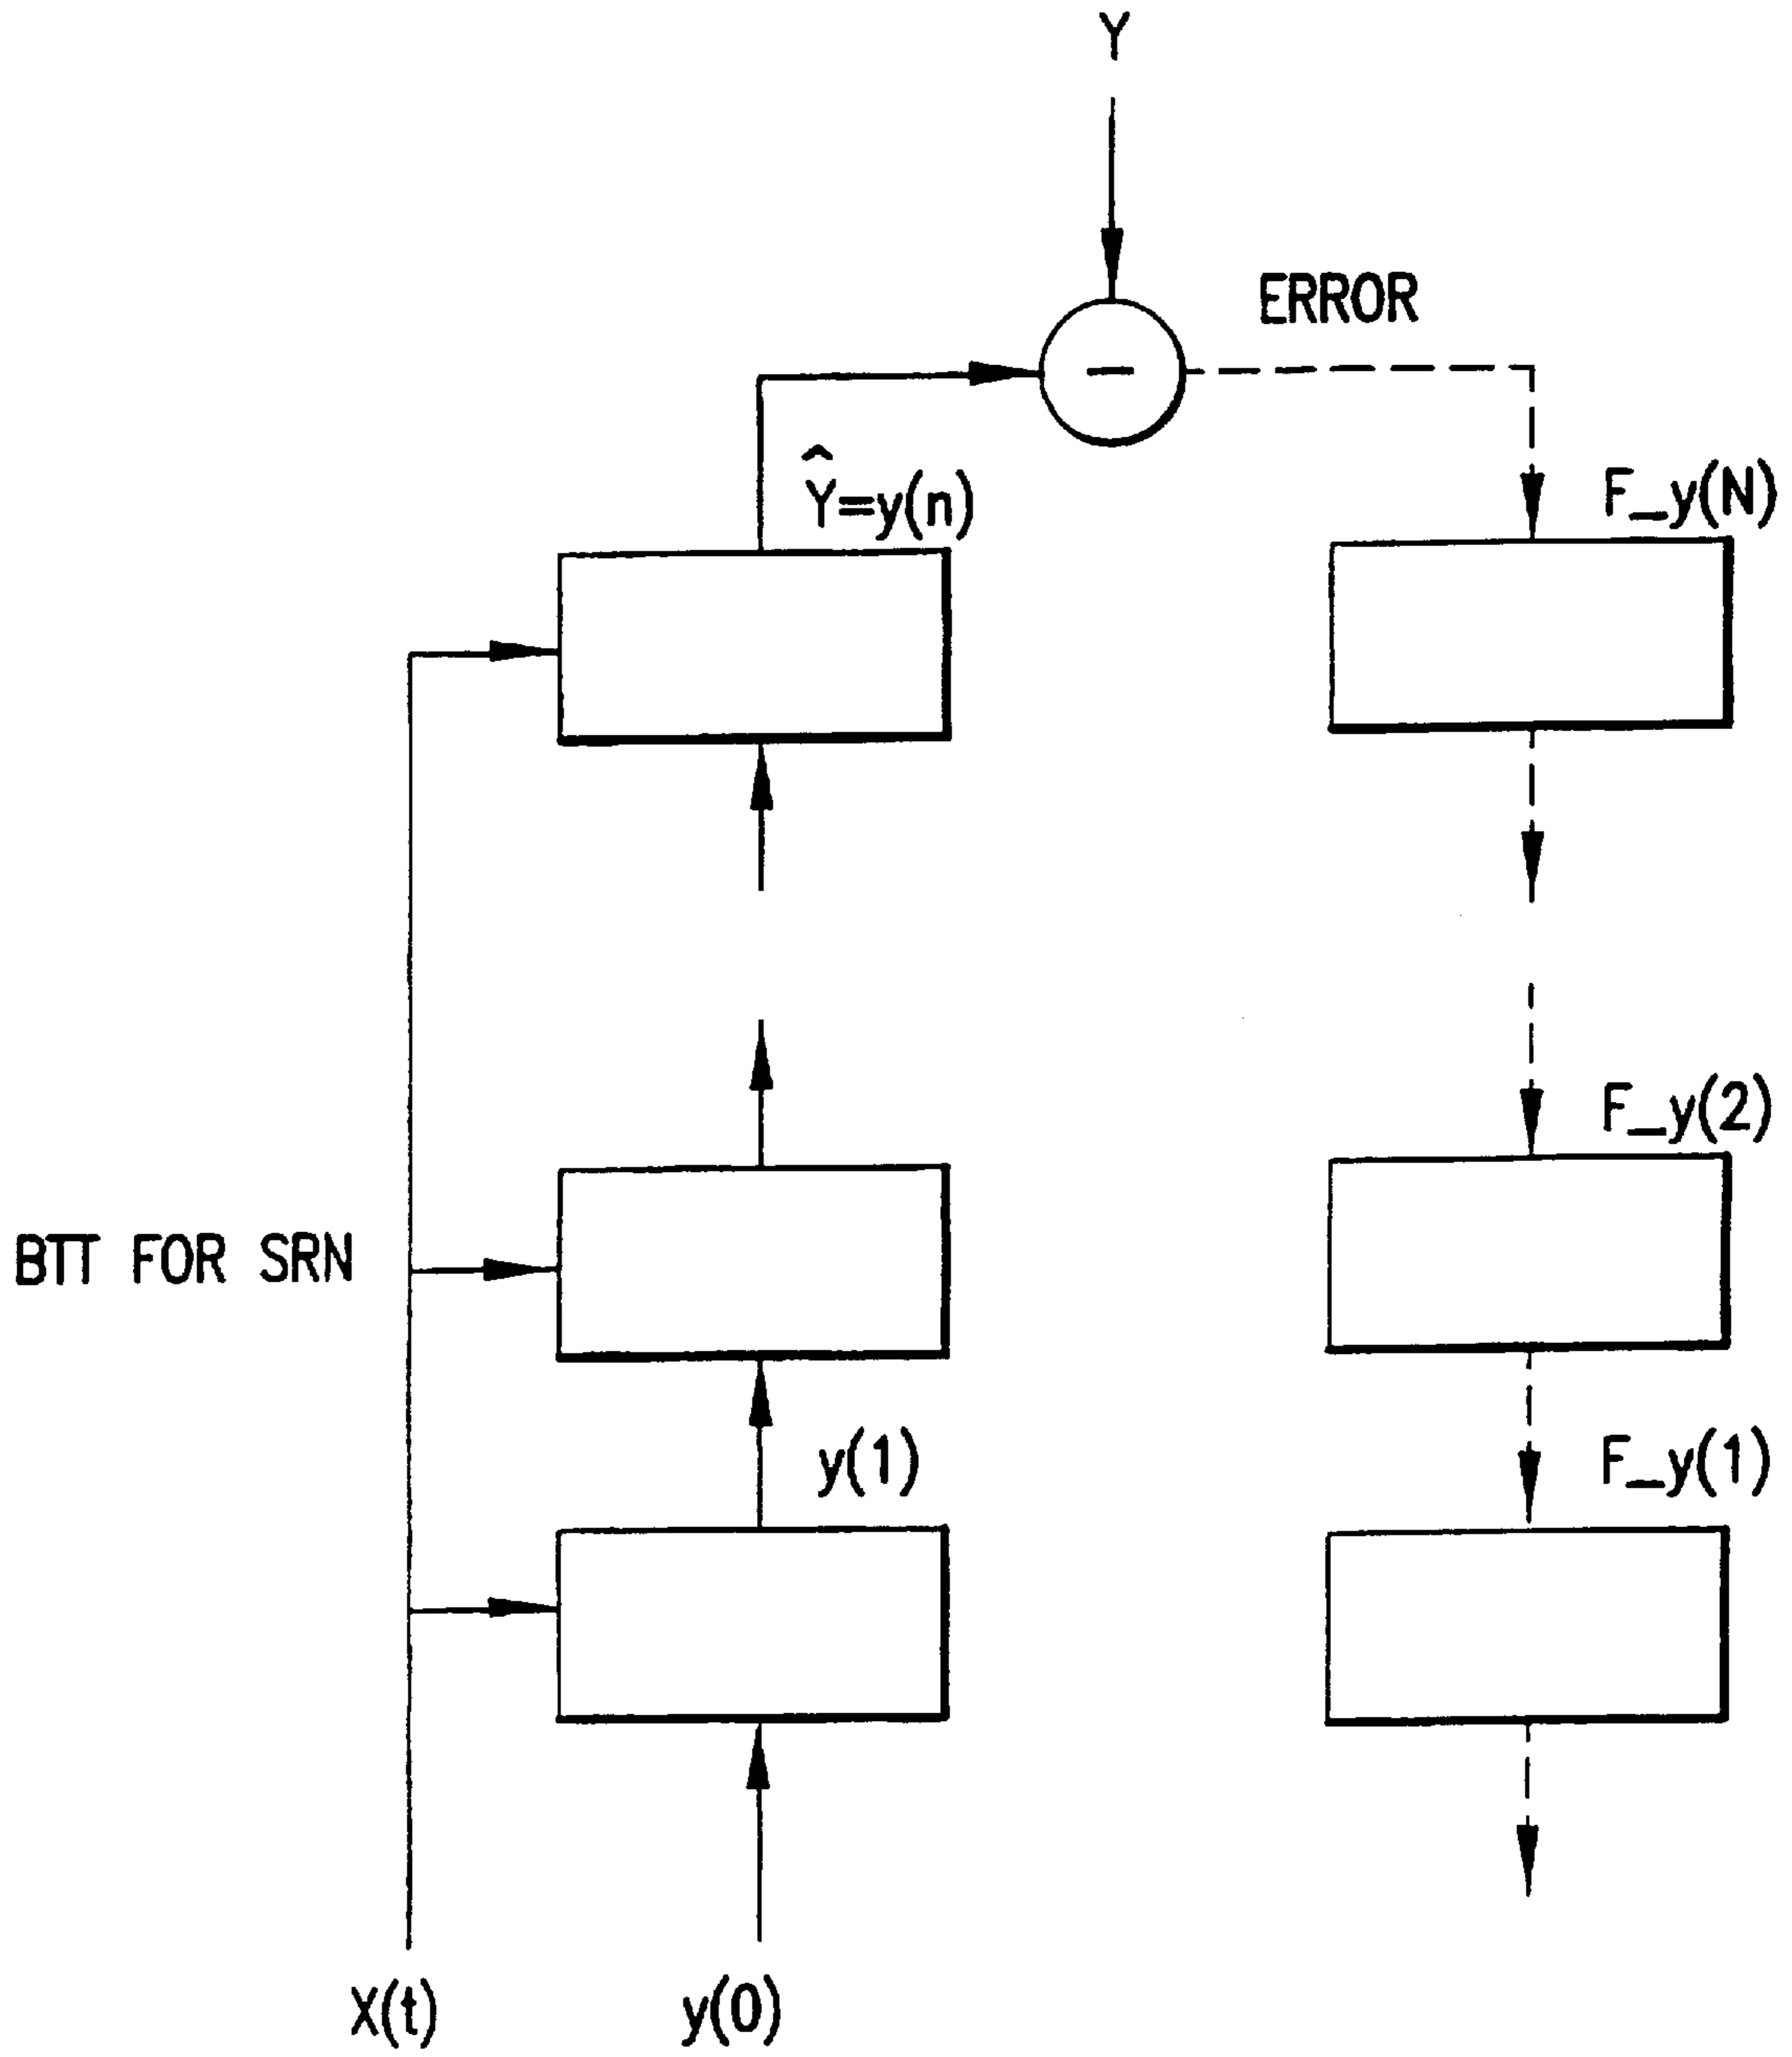 Y
ERROR
Ŷ=y(n)
F_y(N)
F_y(2)
BTT FOR SRN
y(1)
F_y(1)
X(t)
y(0)